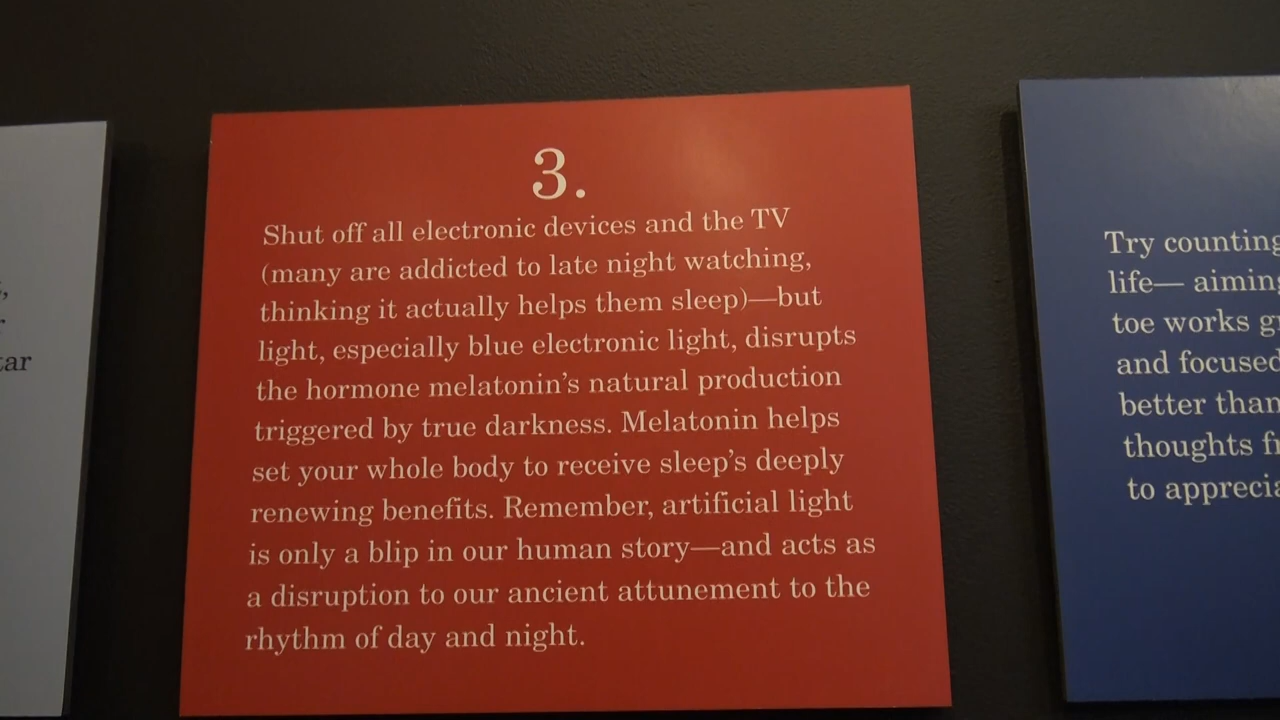 tar
3.
Shut off all electronic devices and the TV
(many are addicted to late night watching,
thinking it actually helps them sleep)—but
light, especially blue electronic light, disrupts
the hormone melatonin’s natural production
triggered by true darkness. Melatonin helps
set your whole body to receive sleep’s deeply
renewing benefits. Remember, artificial light
is only a blip in our human story—and acts as
a disruption to our ancient attunement to the
rhythm of day and night.
Try counting
life— aiming
toe works
and focused
better than
thoughts
to